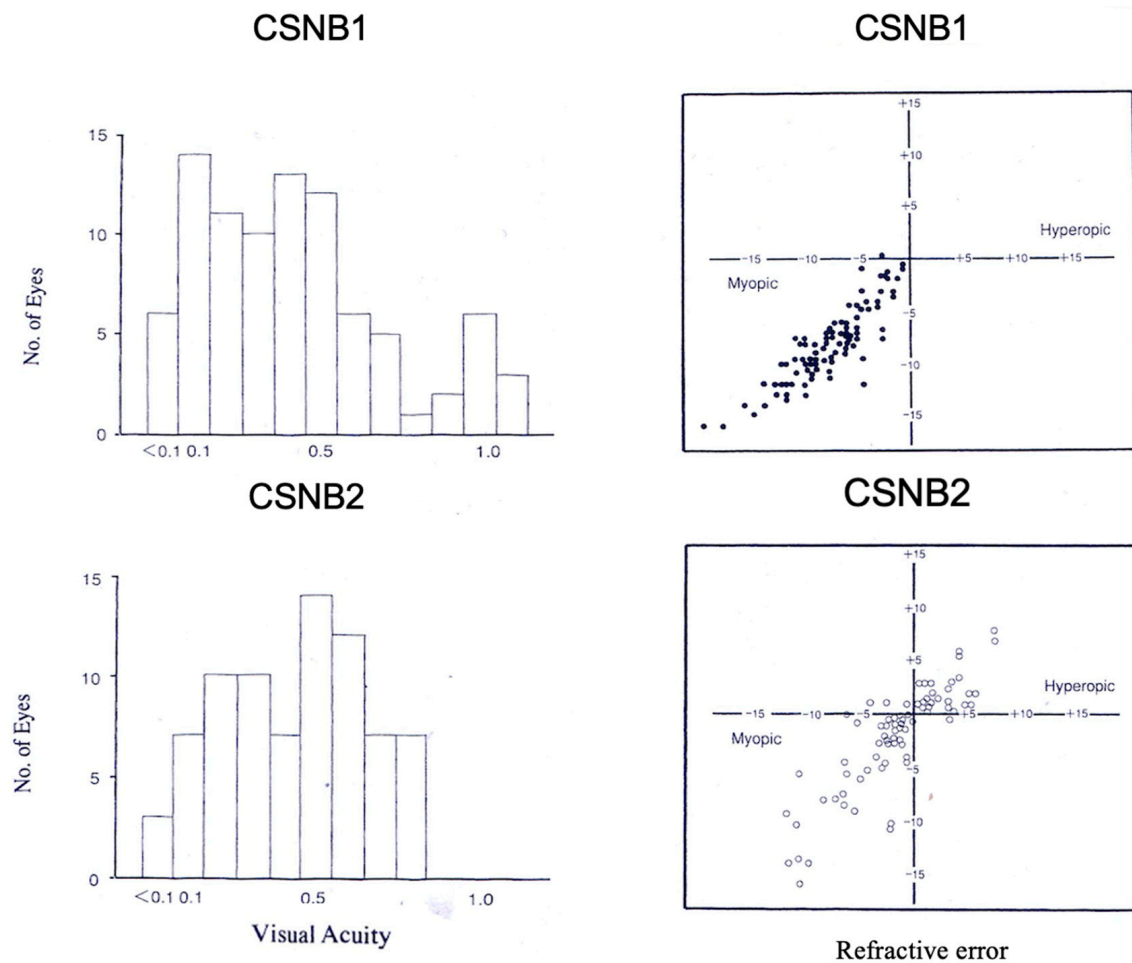 CSNB1
15
10
5
0
No. of Eyes
<0.1 0.1 0.5 1.0
CSNB1
+15
+10
+5
Hyperopic
−15 −10 −5 +5 +10 +15
Myopic
−5
−10
−15
CSNB2
15
10
5
0
No. of Eyes
<0.1 0.1 0.5 1.0
Visual Acuity
CSNB2
+15
+10
+5
Hyperopic
−15 −10 −5 +5 +10 +15
Myopic
−5
−10
−15
Refractive error